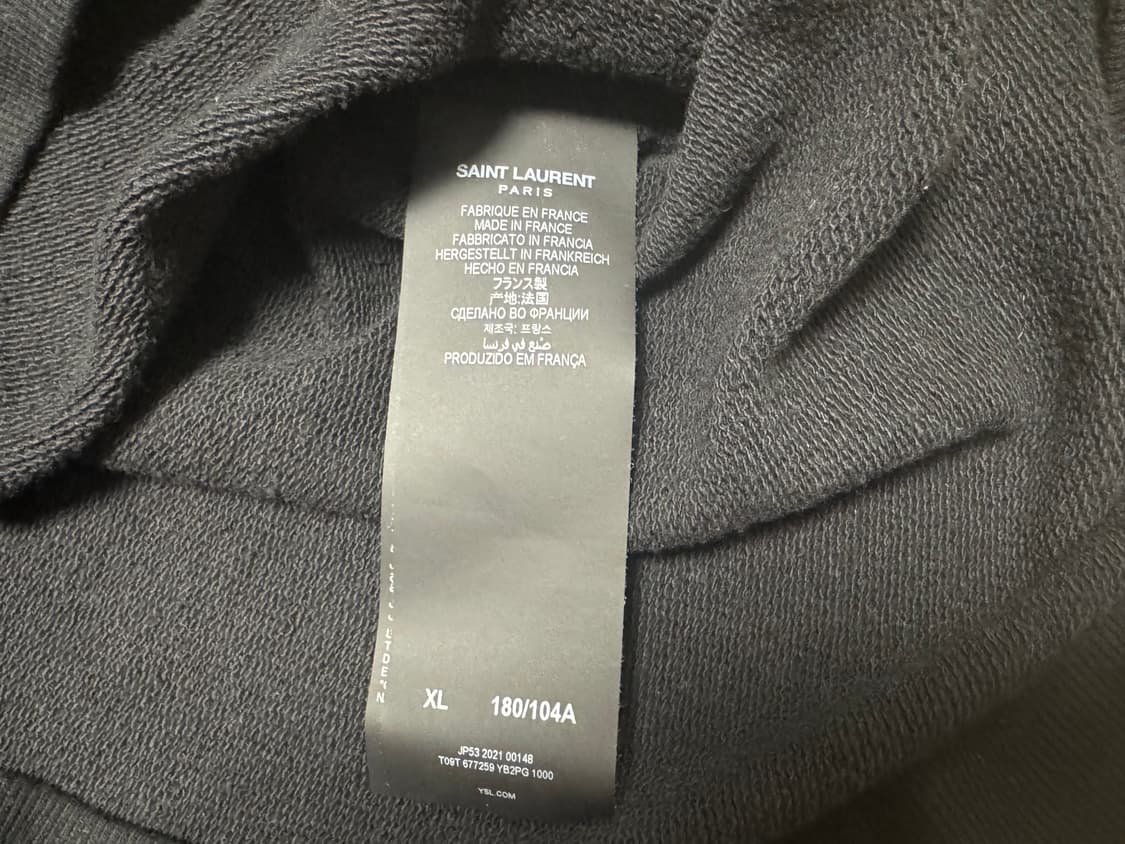 SAINT LAURENT
PARIS
FABRIQUE EN FRANCE
MADE IN FRANCE
FABBRICATO IN FRANCIA
HERGESTELLT IN FRANKREICH
HECHO EN FRANCIA
フランス製
产地:法国
СДЕЛАНО ВО ФРАНЦИИ
제조국: 프랑스
صنع في فرنسا
PRODUZIDO EM FRANÇA
XL 180/104A
JP53 2021 00148
T09T 677259 YB2PG 1000
YSL.COM